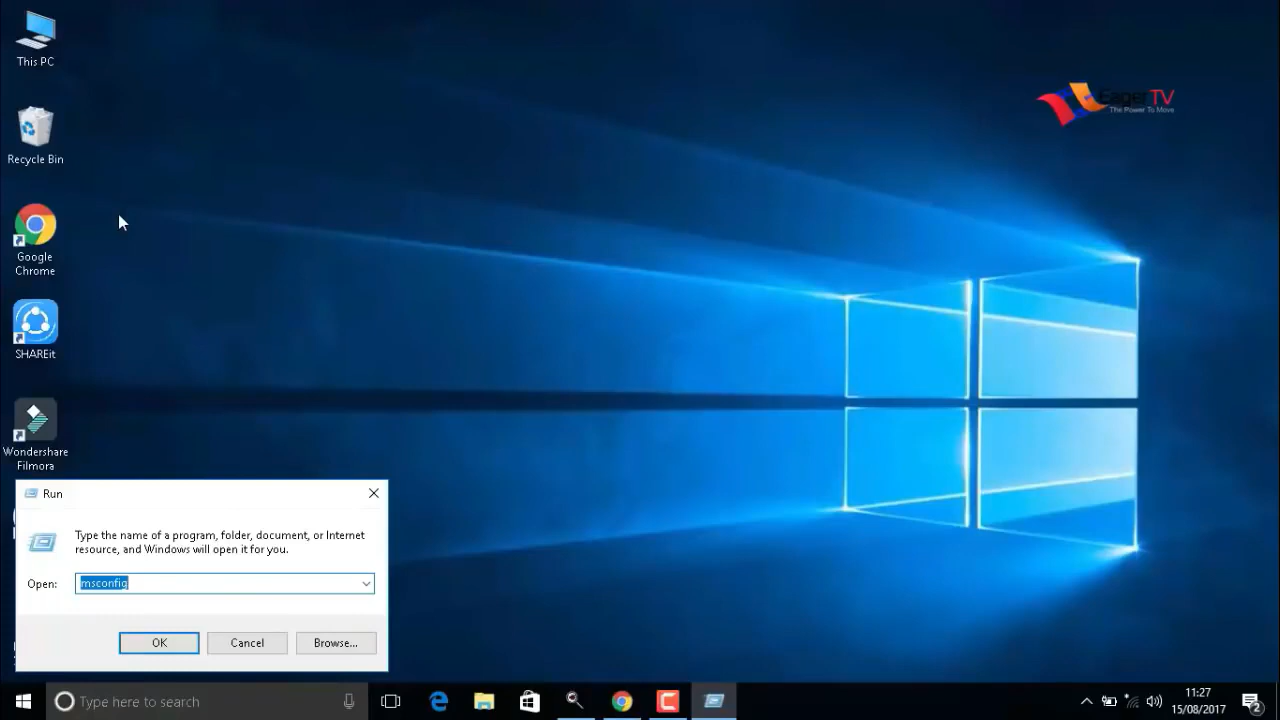 This PC
Recycle Bin
Google
Chrome
SHAREit
Wondershare
Filmora
EagerTV
The Power To Move
Run
Type the name of a program, folder, document, or Internet
resource, and Windows will open it for you.
Open:
msconfig
OK
Cancel
Browse...
Type here to search
11:27
15/08/2017
2